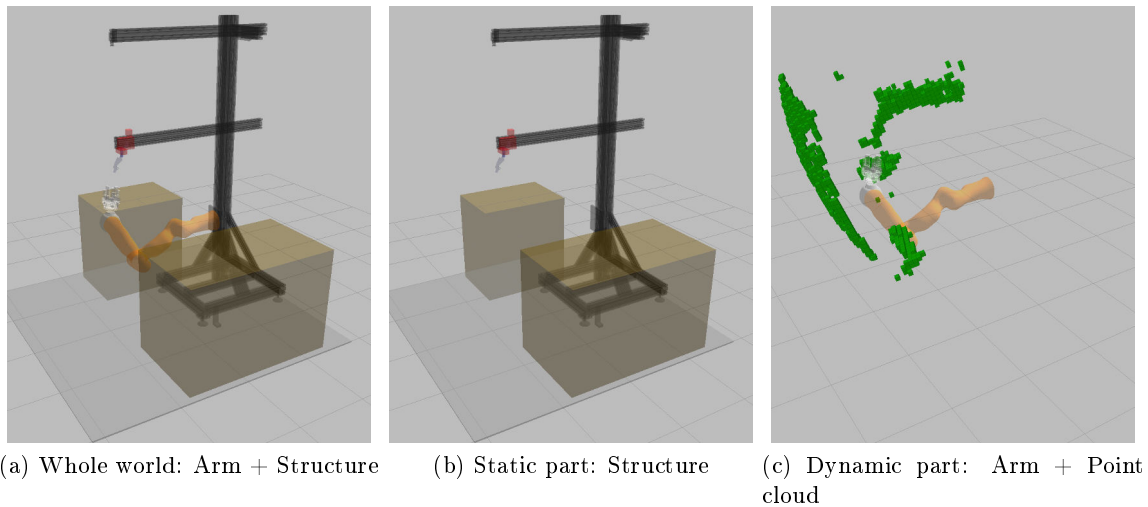 (a) Whole world: Arm + Structure
(b) Static part: Structure
(c) Dynamic part: Arm + Point
cloud